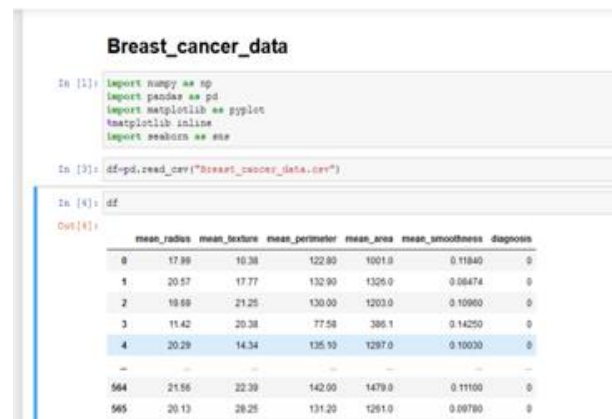 Breast_cancer_data
In [1]: import numpy as np
import pandas as pd
import matplotlib as pyplot
%matplotlib inline
import seaborn as sns
In [3]: df=pd.read_csv("Breast_cancer_data.csv")
In [4]: df
Out[4]:
mean_radius mean_texture mean_perimeter mean_area mean_smoothness diagnosis
0 17.99 10.38 122.80 1001.0 0.11840 0
1 20.57 17.77 132.90 1326.0 0.08474 0
2 19.69 21.25 130.00 1203.0 0.10960 0
3 11.42 20.38 77.58 386.1 0.14250 0
4 20.29 14.34 135.10 1297.0 0.10030 0
... ... ... ... ... ... ...
564 21.56 22.39 142.00 1479.0 0.11100 0
565 20.13 28.25 131.20 1261.0 0.09780 0